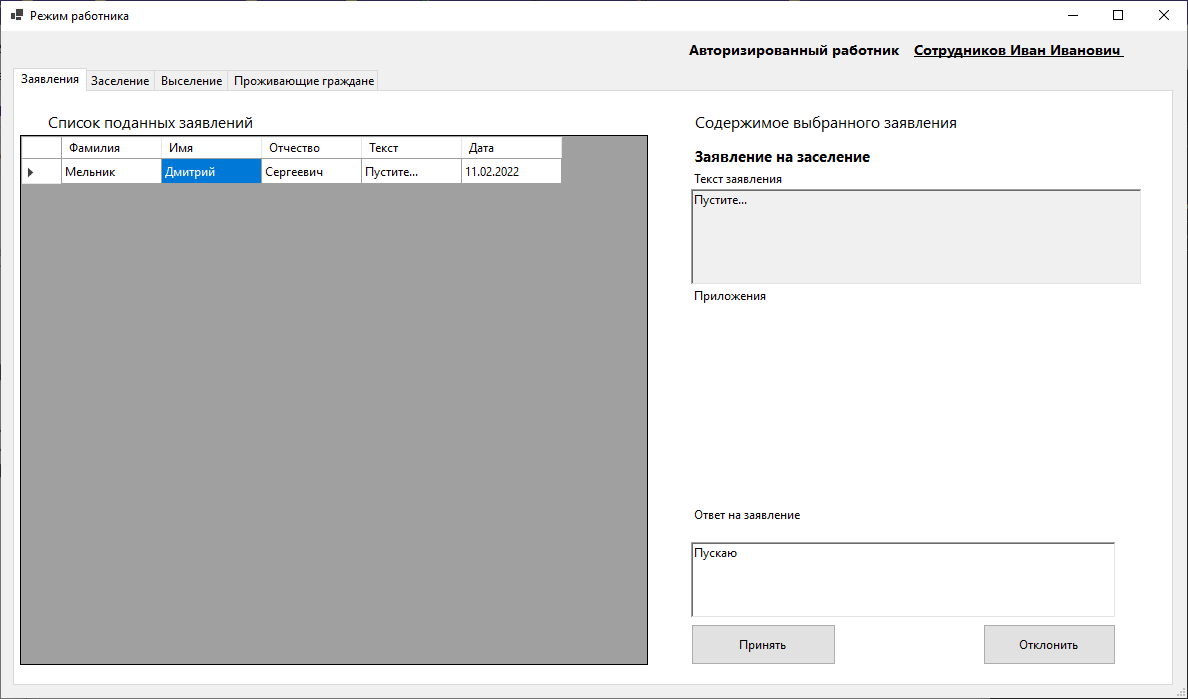 Режим работника
Авторизированный работник Сотрудников Иван Иванович
Заявления Заселение Выселение Проживающие граждане
Список поданных заявлений
Фамилия Имя Отчество Текст Дата
Мельник Дмитрий Сергеевич Пустите... 11.02.2022
Содержимое выбранного заявления
Заявление на заселение
Текст заявления
Пустите...
Приложения
Ответ на заявление
Пускаю
Принять Отклонить